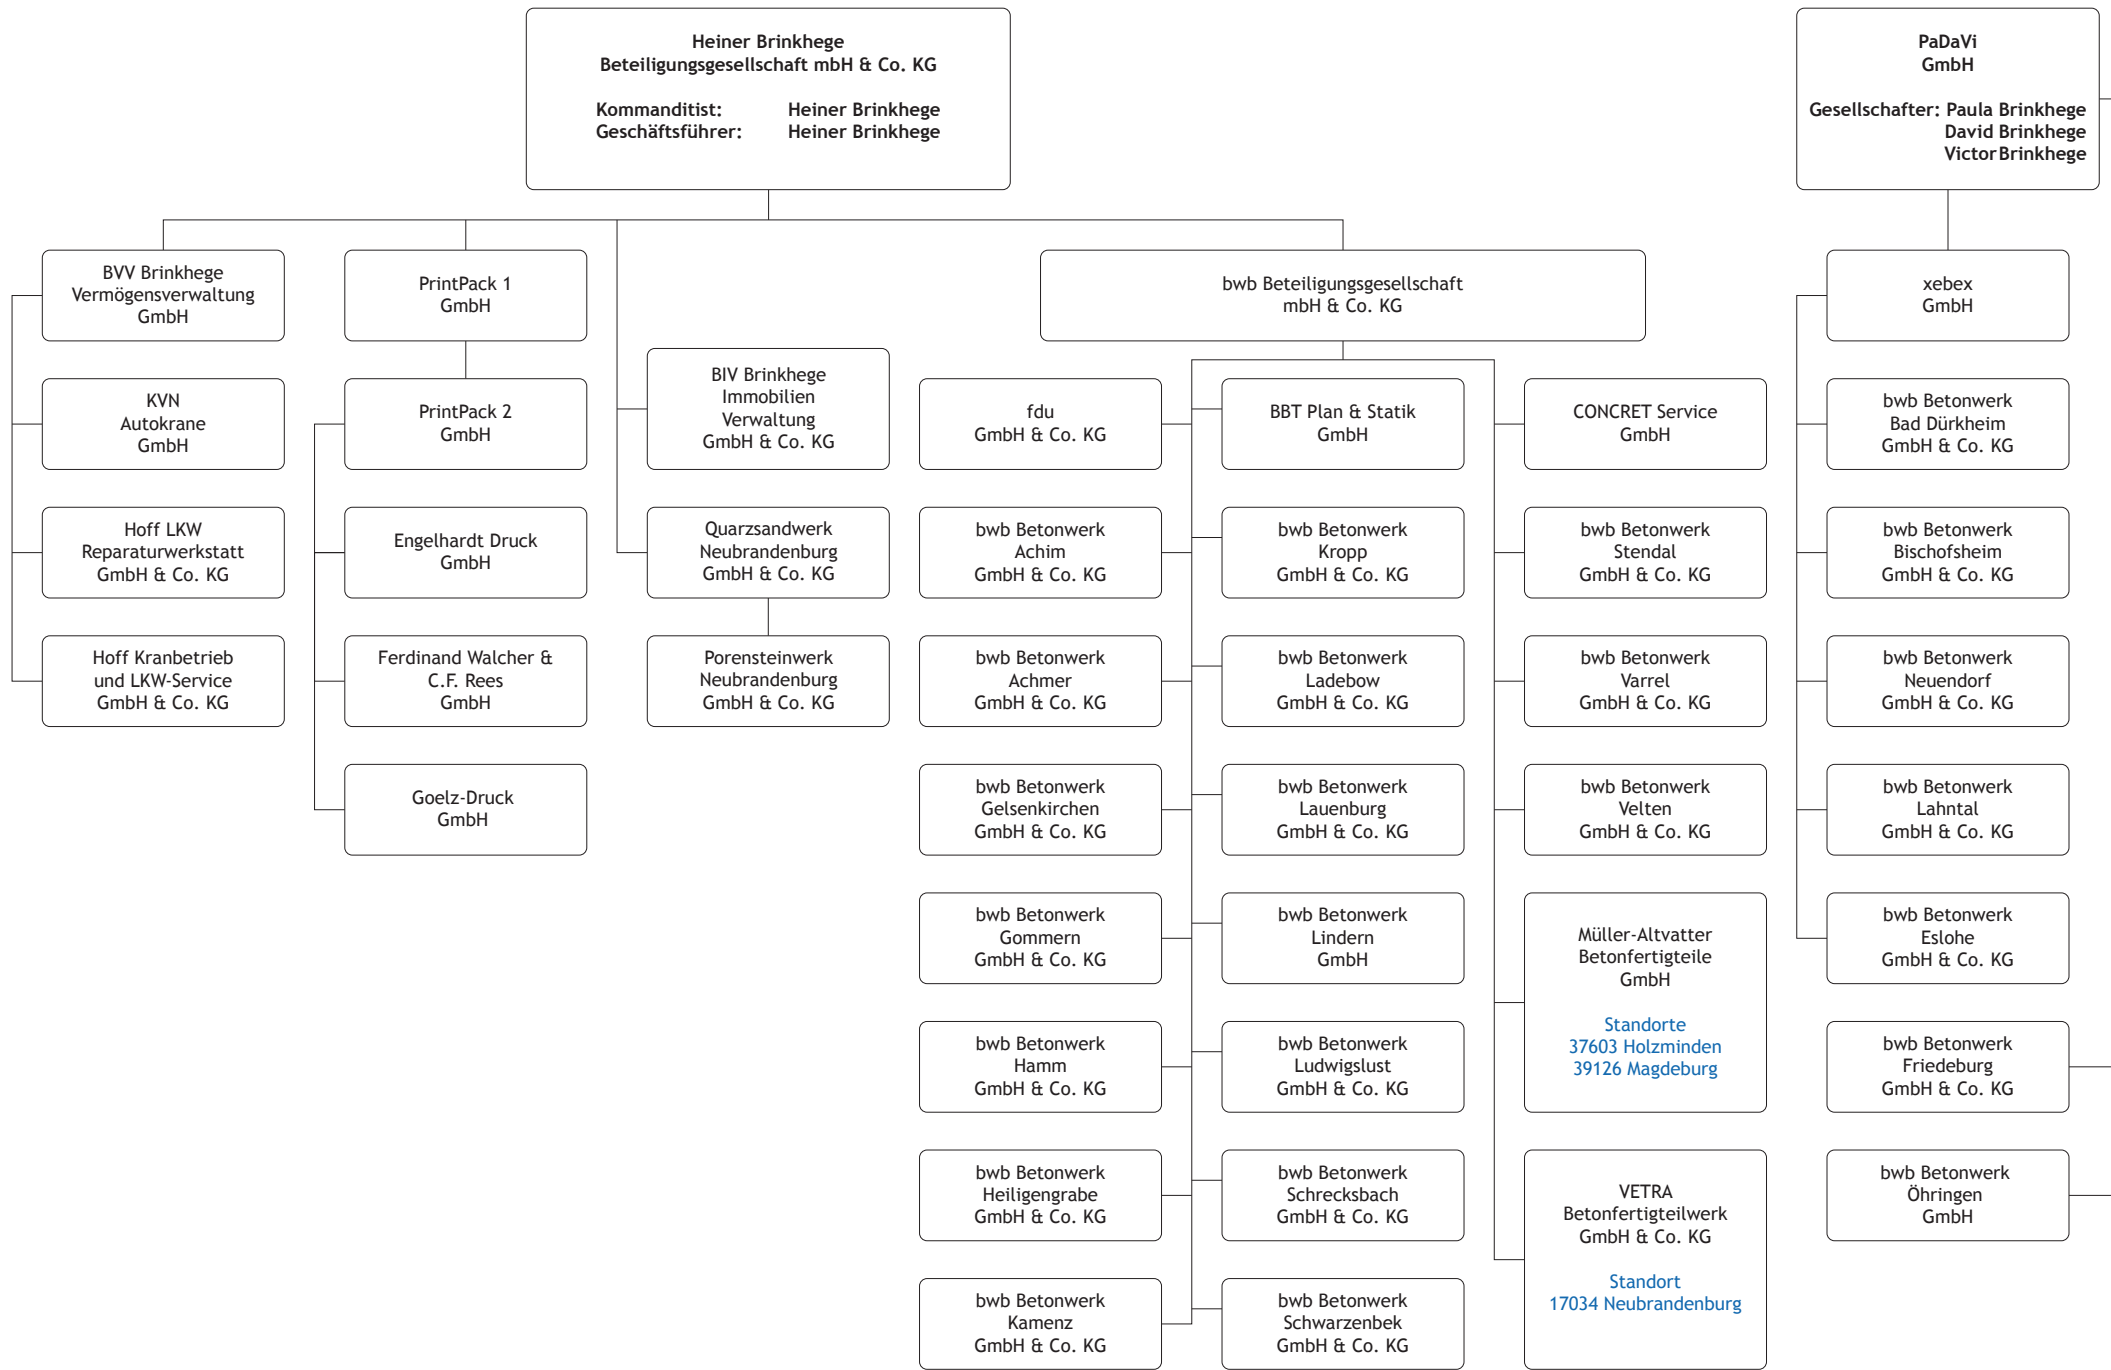 Heiner Brinkhege
Beteiligungsgesellschaft mbH & Co. KG
Kommanditist: Heiner Brinkhege
Geschäftsführer: Heiner Brinkhege
PaDaVi
GmbH
Gesellschafter: Paula Brinkhege
David Brinkhege
Victor Brinkhege
BVV Brinkhege
Vermögensverwaltung
GmbH
KVN
Autokrane
GmbH
Hoff LKW
Reparaturwerkstatt
GmbH & Co. KG
Hoff Kranbetrieb
und LKW-Service
GmbH & Co. KG
PrintPack 1
GmbH
PrintPack 2
GmbH
Engelhardt Druck
GmbH
Ferdinand Walcher &
C.F. Rees
GmbH
Goelz-Druck
GmbH
BIV Brinkhege
Immobilien
Verwaltung
GmbH & Co. KG
Quarzsandwerk
Neubrandenburg
GmbH & Co. KG
Porensteinwerk
Neubrandenburg
GmbH & Co. KG
bwb Beteiligungsgesellschaft
mbH & Co. KG
fdu
GmbH & Co. KG
bwb Betonwerk
Achim
GmbH & Co. KG
bwb Betonwerk
Achmer
GmbH & Co. KG
bwb Betonwerk
Gelsenkirchen
GmbH & Co. KG
bwb Betonwerk
Gommern
GmbH & Co. KG
bwb Betonwerk
Hamm
GmbH & Co. KG
bwb Betonwerk
Heiligengrabe
GmbH & Co. KG
bwb Betonwerk
Kamenz
GmbH & Co. KG
BBT Plan & Statik
GmbH
bwb Betonwerk
Kropp
GmbH & Co. KG
bwb Betonwerk
Ladebow
GmbH & Co. KG
bwb Betonwerk
Lauenburg
GmbH & Co. KG
bwb Betonwerk
Lindern
GmbH
bwb Betonwerk
Ludwigslust
GmbH & Co. KG
bwb Betonwerk
Schrecksbach
GmbH & Co. KG
bwb Betonwerk
Schwarzenbek
GmbH & Co. KG
CONCRET Service
GmbH
bwb Betonwerk
Stendal
GmbH & Co. KG
bwb Betonwerk
Varrel
GmbH & Co. KG
bwb Betonwerk
Velten
GmbH & Co. KG
Müller-Altvatter
Betonfertigteile
GmbH
Standorte
37603 Holzminden
39126 Magdeburg
VETRA
Betonfertigteilwerk
GmbH & Co. KG
Standort
17034 Neubrandenburg
xebex
GmbH
bwb Betonwerk
Bad Dürkheim
GmbH & Co. KG
bwb Betonwerk
Bischofsheim
GmbH & Co. KG
bwb Betonwerk
Neuendorf
GmbH & Co. KG
bwb Betonwerk
Lahntal
GmbH & Co. KG
bwb Betonwerk
Eslohe
GmbH & Co. KG
bwb Betonwerk
Friedeburg
GmbH & Co. KG
bwb Betonwerk
Öhringen
GmbH